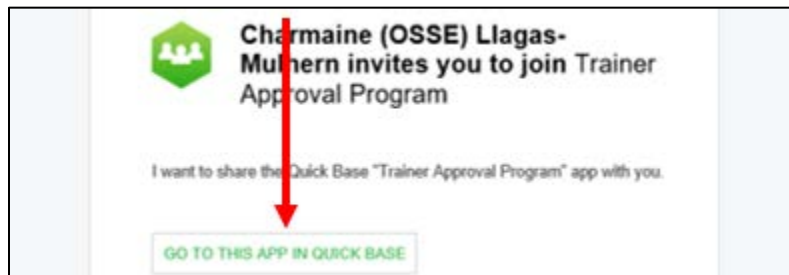 Charmaine (OSSE) Llagas-
Mulhern invites you to join Trainer
Approval Program
I want to share the Quick Base "Trainer Approval Program" app with you.
GO TO THIS APP IN QUICK BASE